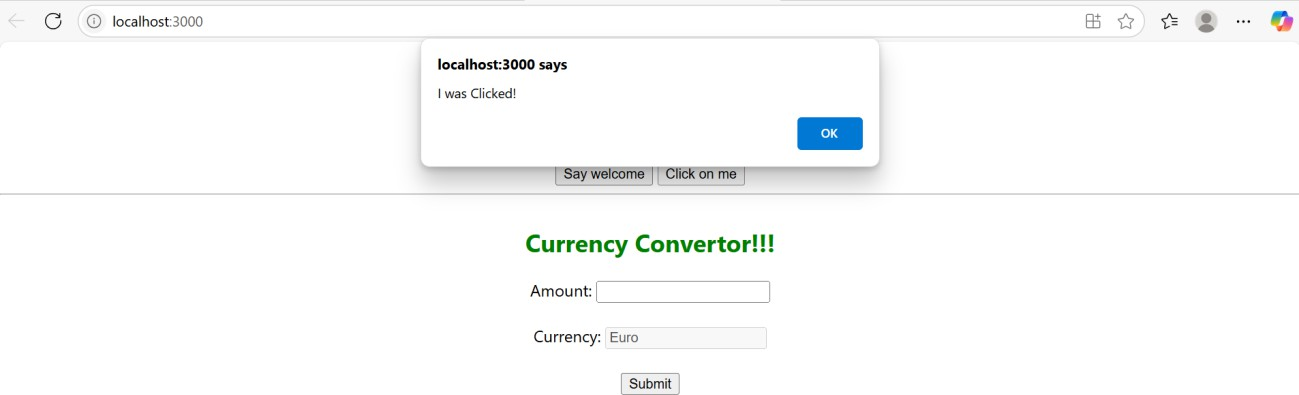 localhost:3000
localhost:3000 says
I was Clicked!
OK
Say welcome Click on me
Currency Convertor!!!
Amount:
Currency: Euro
Submit